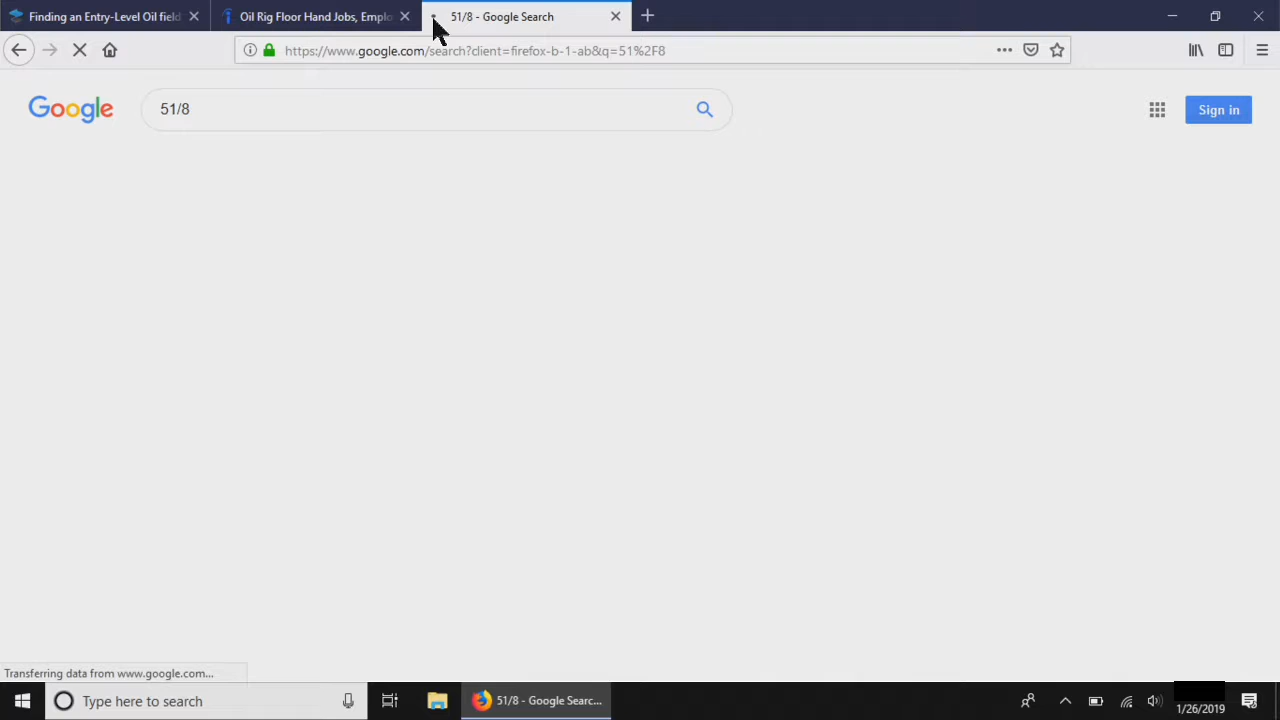 Finding an Entry-Level Oil field
Oil Rig Floor Hand Jobs, Emplo
51/8 - Google Search
https://www.google.com/search?client=firefox-b-1-ab&q=51%2F8
Google
51/8
Sign in
Transferring data from www.google.com...
Type here to search
51/8 - Google Searc...
1/26/2019